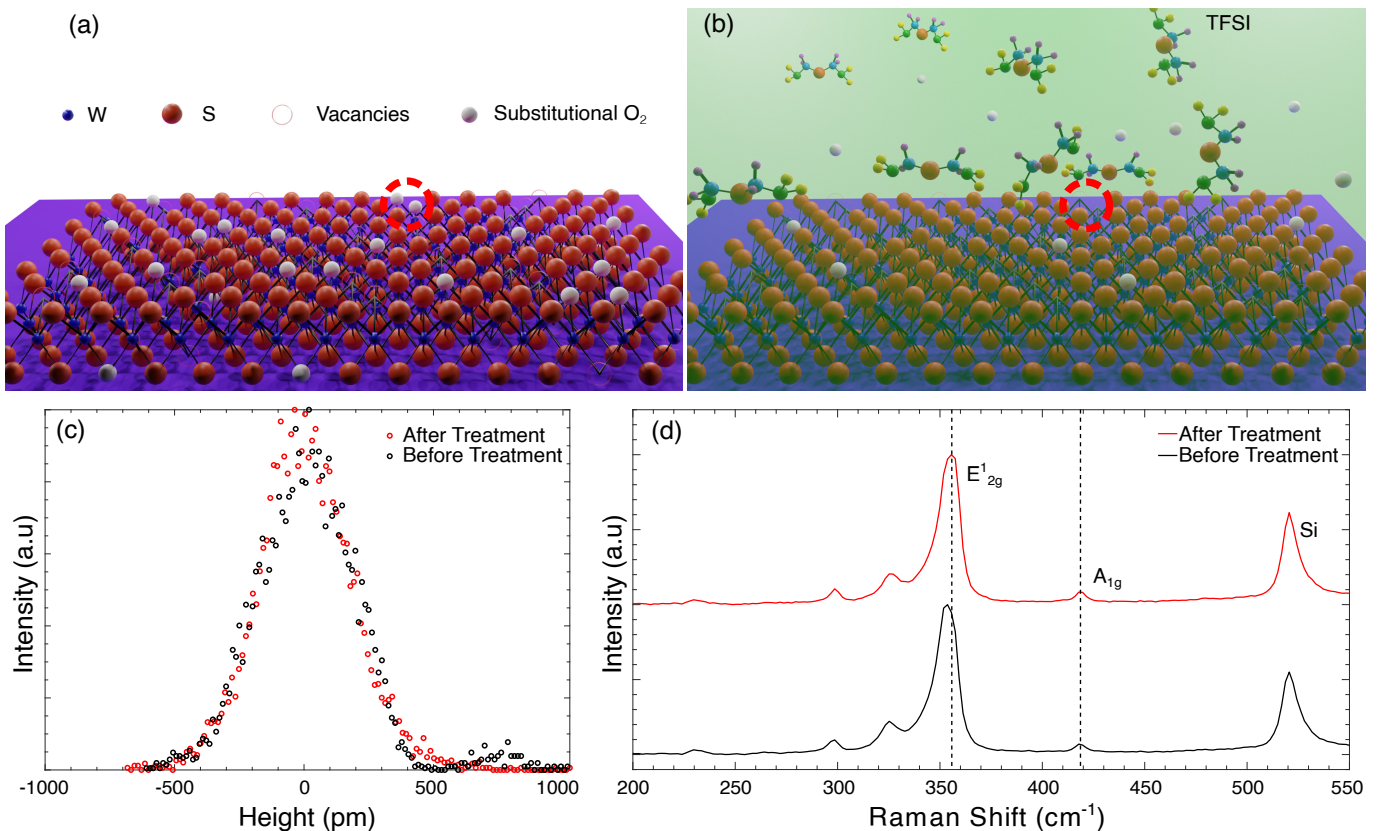 (a)
W
S
Vacancies
Substitutional O₂
(b)
TFSI
(c)
After Treatment
Before Treatment
Intensity (a.u)
-1000
-500
0
500
1000
Height (pm)
(d)
After Treatment
Before Treatment
E¹₂g
A₁g
Si
Intensity (a.u)
200
250
300
350
400
450
500
550
Raman Shift (cm⁻¹)